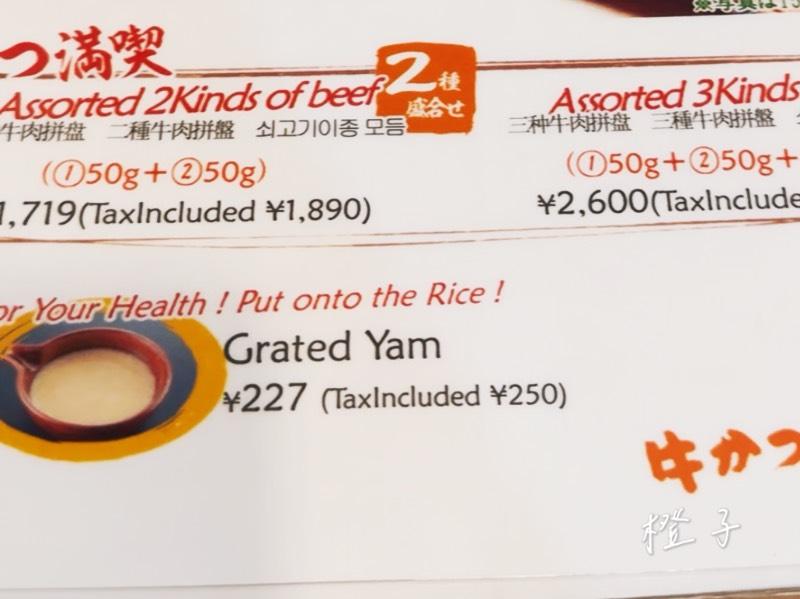 つ満喫
2種
盛合せ
Assorted 2Kinds of beef
牛肉拼盘 二種牛肉拼盤 쇠고기이종 모듬
(①50g+②50g)
1,719(TaxIncluded ¥1,890)
Assorted 3Kinds
三种牛肉拼盘 三種牛肉拼盤
(①50g+②50g+
¥2,600(TaxInclude
or Your Health ! Put onto the Rice !
Grated Yam
¥227 (TaxIncluded ¥250)
牛かつ
橙子